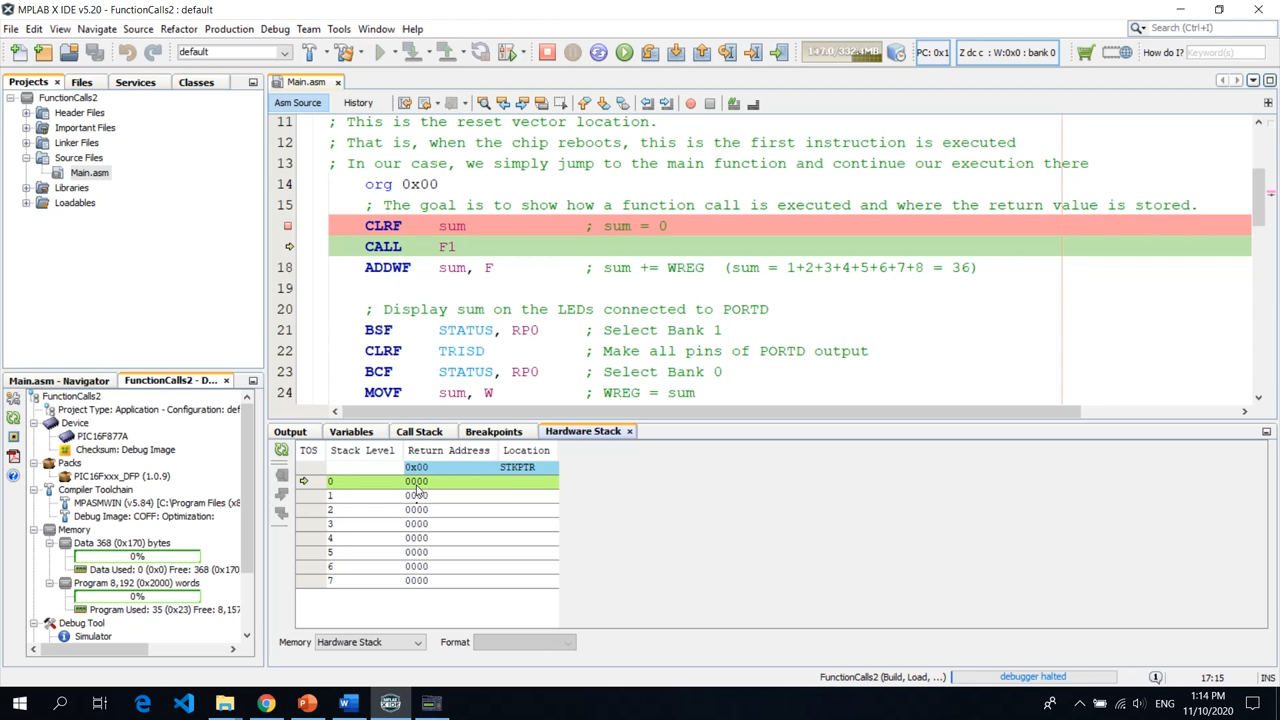 MPLAB X IDE v5.20 - FunctionCalls2 : default
File Edit View Navigate Source Refactor Production Debug Team Tools Window Help
Search (Ctrl+I)
default
147.0/332.4MB
PC: 0x1
Z dc c : W:0x0 : bank 0
How do I?
Keyword(s)
Projects × Files Services Classes
Main.asm ×
FunctionCalls2
Header Files
Important Files
Linker Files
Source Files
Main.asm
Libraries
Loadables
Asm Source History
11 ; This is the reset vector location.
12 ; That is, when the chip reboots, this is the first instruction is executed
13 ; In our case, we simply jump to the main function and continue our execution there
14 org 0x00
15 ; The goal is to show how a function call is executed and where the return value is stored.
CLRF sum ; sum = 0
CALL F1
18 ADDWF sum, F ; sum += WREG (sum = 1+2+3+4+5+6+7+8 = 36)
19
20 ; Display sum on the LEDs connected to PORTD
21 BSF STATUS, RP0 ; Select Bank 1
22 CLRF TRISD ; Make all pins of PORTD output
23 BCF STATUS, RP0 ; Select Bank 0
24 MOVF sum, W ; WREG = sum
Main.asm - Navigator FunctionCalls2 - D... ×
FunctionCalls2
Project Type: Application - Configuration: def
Device
PIC16F877A
Checksum: Debug Image
Packs
PIC16Fxxx_DFP (1.0.9)
Compiler Toolchain
MPASMWIN (v5.84) [C:\Program Files (x8
Debug Image: COFF: Optimization:
Memory
Data 368 (0x170) bytes
0%
Data Used: 0 (0x0) Free: 368 (0x170
Program 8,192 (0x2000) words
0%
Program Used: 35 (0x23) Free: 8,157
Debug Tool
Simulator
Output Variables Call Stack Breakpoints Hardware Stack ×
TOS Stack Level Return Address Location
0x00 STKPTR
0 0000
1 0000
2 0000
3 0000
4 0000
5 0000
6 0000
7 0000
Memory Hardware Stack Format
FunctionCalls2 (Build, Load, ...) debugger halted 1 17:15 INS
ENG
1:14 PM
11/10/2020